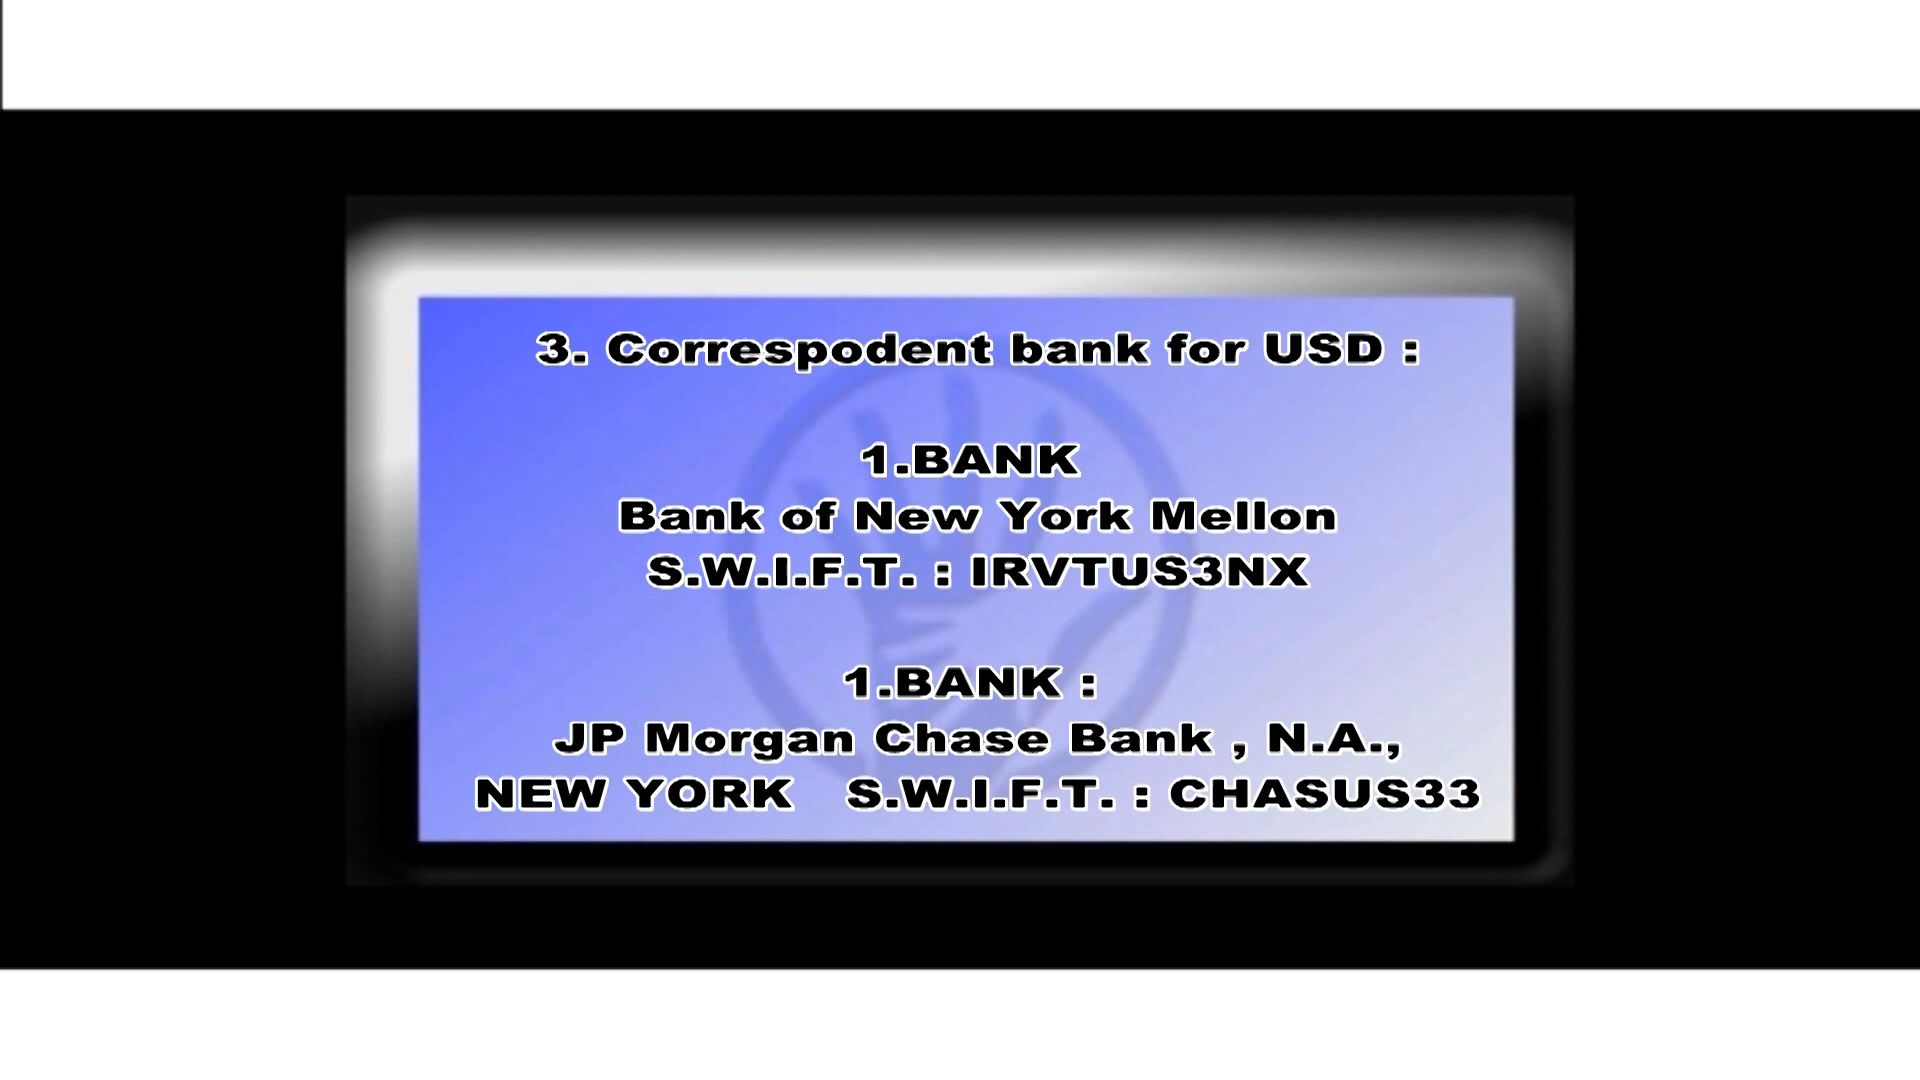 3. Correspodent bank for USD :
1.BANK
Bank of New York Mellon
S.W.I.F.T. : IRVTUS3NX
1.BANK :
JP Morgan Chase Bank , N.A.,
NEW YORK S.W.I.F.T. : CHASUS33